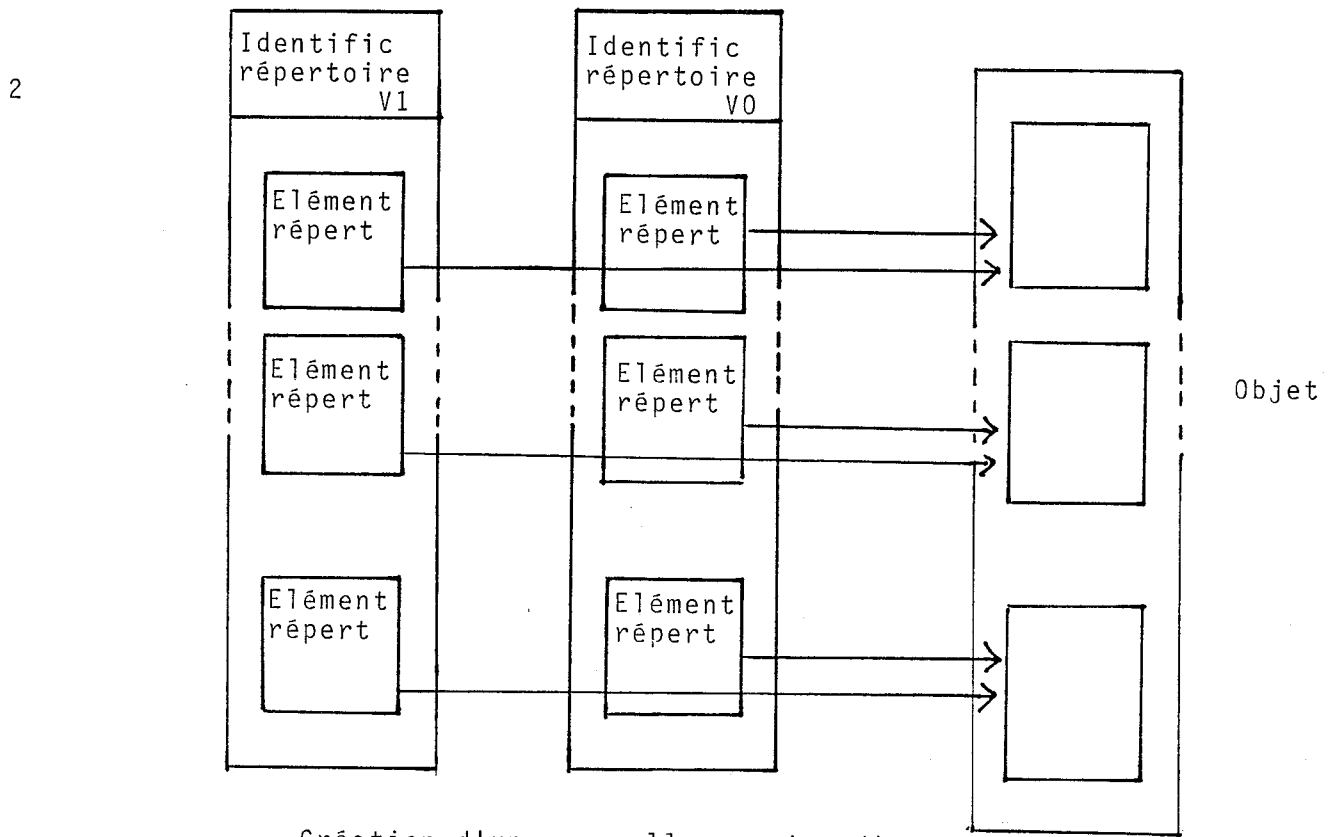 2
Identific
répertoire
V1
Identific
répertoire
V0
Elément
répert
Elément
répert
Elément
répert
Elément
répert
Objet
Elément
répert
Elément
répert